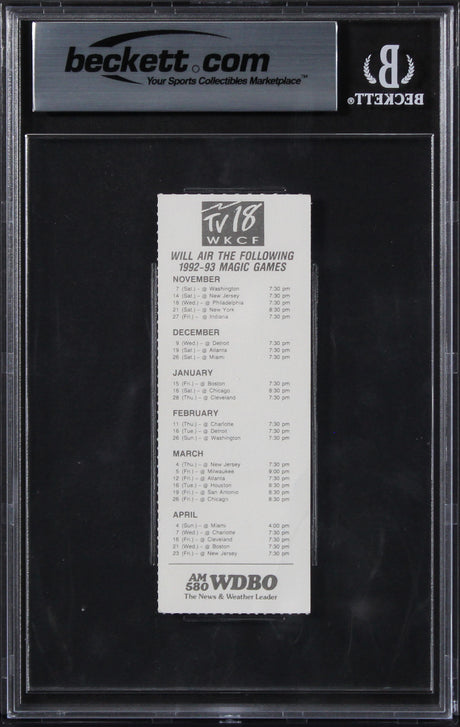 beckett.com
Your Sports Collectibles Marketplace™
B
BECKETT®
TV 18
WKCF
WILL AIR THE FOLLOWING
1992-93 MAGIC GAMES
NOVEMBER
7 (Sat.) – @ Washington 7:30 pm
14 (Sat.) – @ New Jersey 7:30 pm
18 (Wed.) – @ Philadelphia 7:30 pm
21 (Sat.) – @ New York 8:30 pm
27 (Fri.) – @ Indiana 7:30 pm
DECEMBER
9 (Wed.) – @ Detroit 7:30 pm
19 (Sat.) – @ Atlanta 7:30 pm
26 (Sat.) – @ Miami 7:30 pm
JANUARY
15 (Fri.) – @ Boston 7:30 pm
16 (Sat.) – @ Chicago 8:30 pm
28 (Thu.) – @ Cleveland 7:30 pm
FEBRUARY
11 (Thu.) – @ Charlotte 7:30 pm
16 (Tue.) – @ Detroit 7:30 pm
28 (Sun.) – @ Washington 7:30 pm
MARCH
4 (Thu.) – @ New Jersey 7:30 pm
5 (Fri.) – @ Milwaukee 9:00 pm
12 (Fri.) – @ Atlanta 7:30 pm
16 (Tue.) – @ Houston 8:30 pm
19 (Fri.) – @ San Antonio 8:30 pm
26 (Fri.) – @ Chicago 8:30 pm
APRIL
4 (Sun.) – @ Miami 4:00 pm
7 (Wed.) – @ Charlotte 7:30 pm
16 (Fri.) – @ Cleveland 7:30 pm
21 (Wed.) – @ Boston 7:30 pm
23 (Fri.) – @ New Jersey 7:30 pm
AM 580 WDBO
The News & Weather Leader